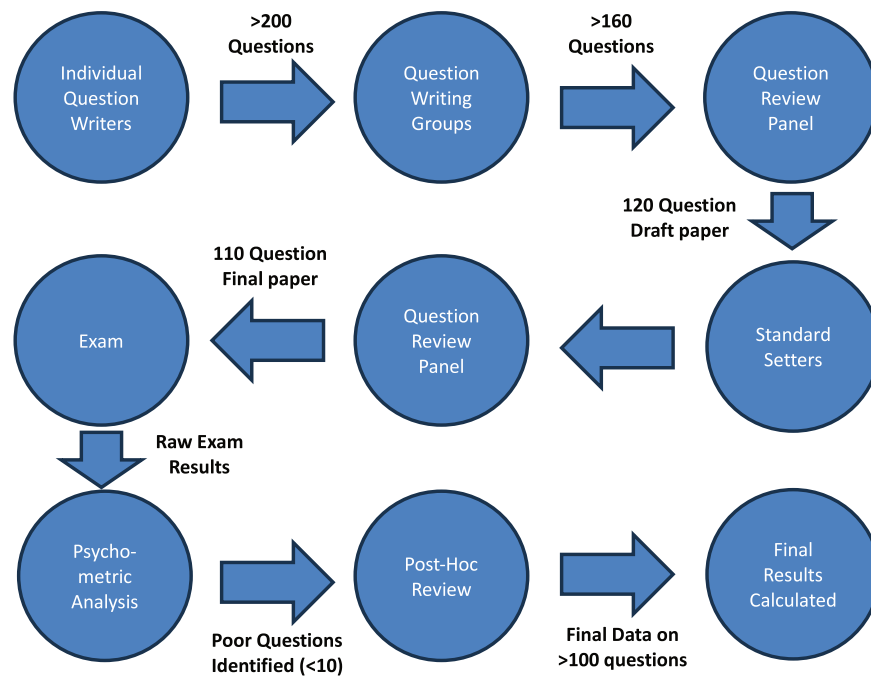 >200
Questions
>160
Questions
Individual
Question
Writers
Question
Writing
Groups
Question
Review
Panel
120 Question
Draft paper
110 Question
Final paper
Exam
Question
Review
Panel
Standard
Setters
Raw Exam
Results
Psycho-
metric
Analysis
Post-Hoc
Review
Final
Results
Calculated
Poor Questions
Identified (<10)
Final Data on
>100 questions